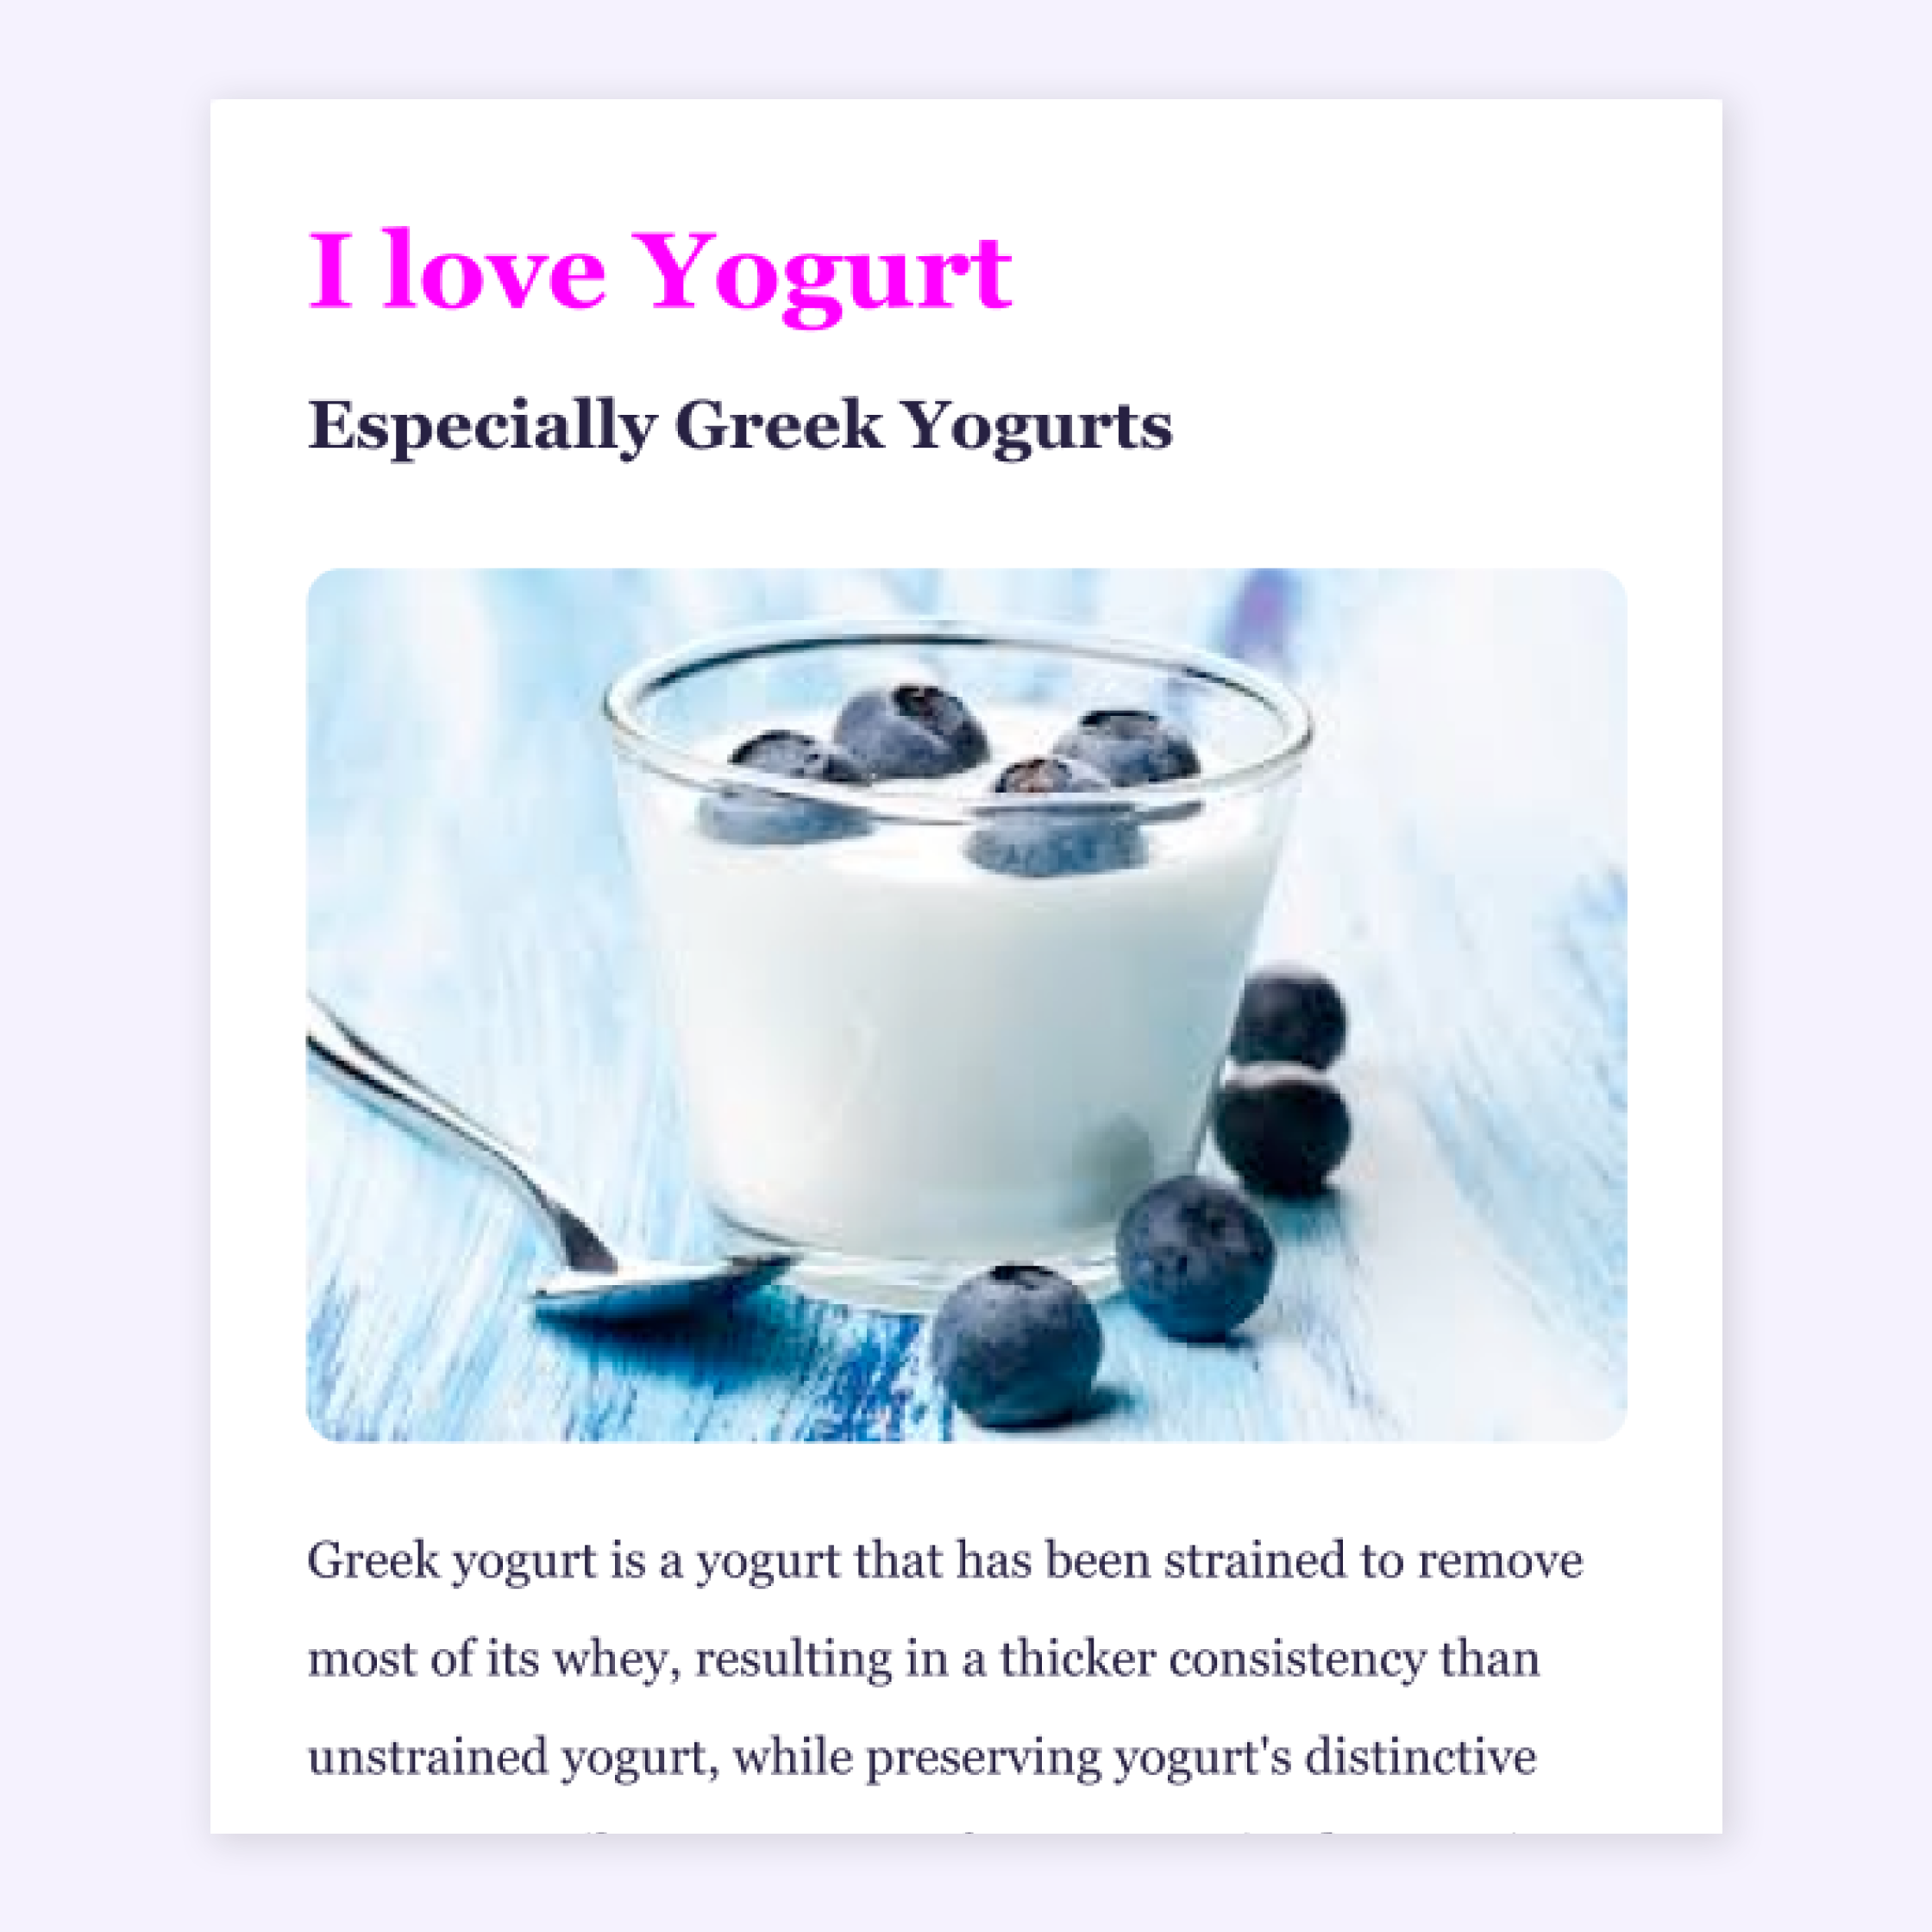 I love Yogurt
Especially Greek Yogurts
Greek yogurt is a yogurt that has been strained to remove
most of its whey, resulting in a thicker consistency than
unstrained yogurt, while preserving yogurt's distinctive